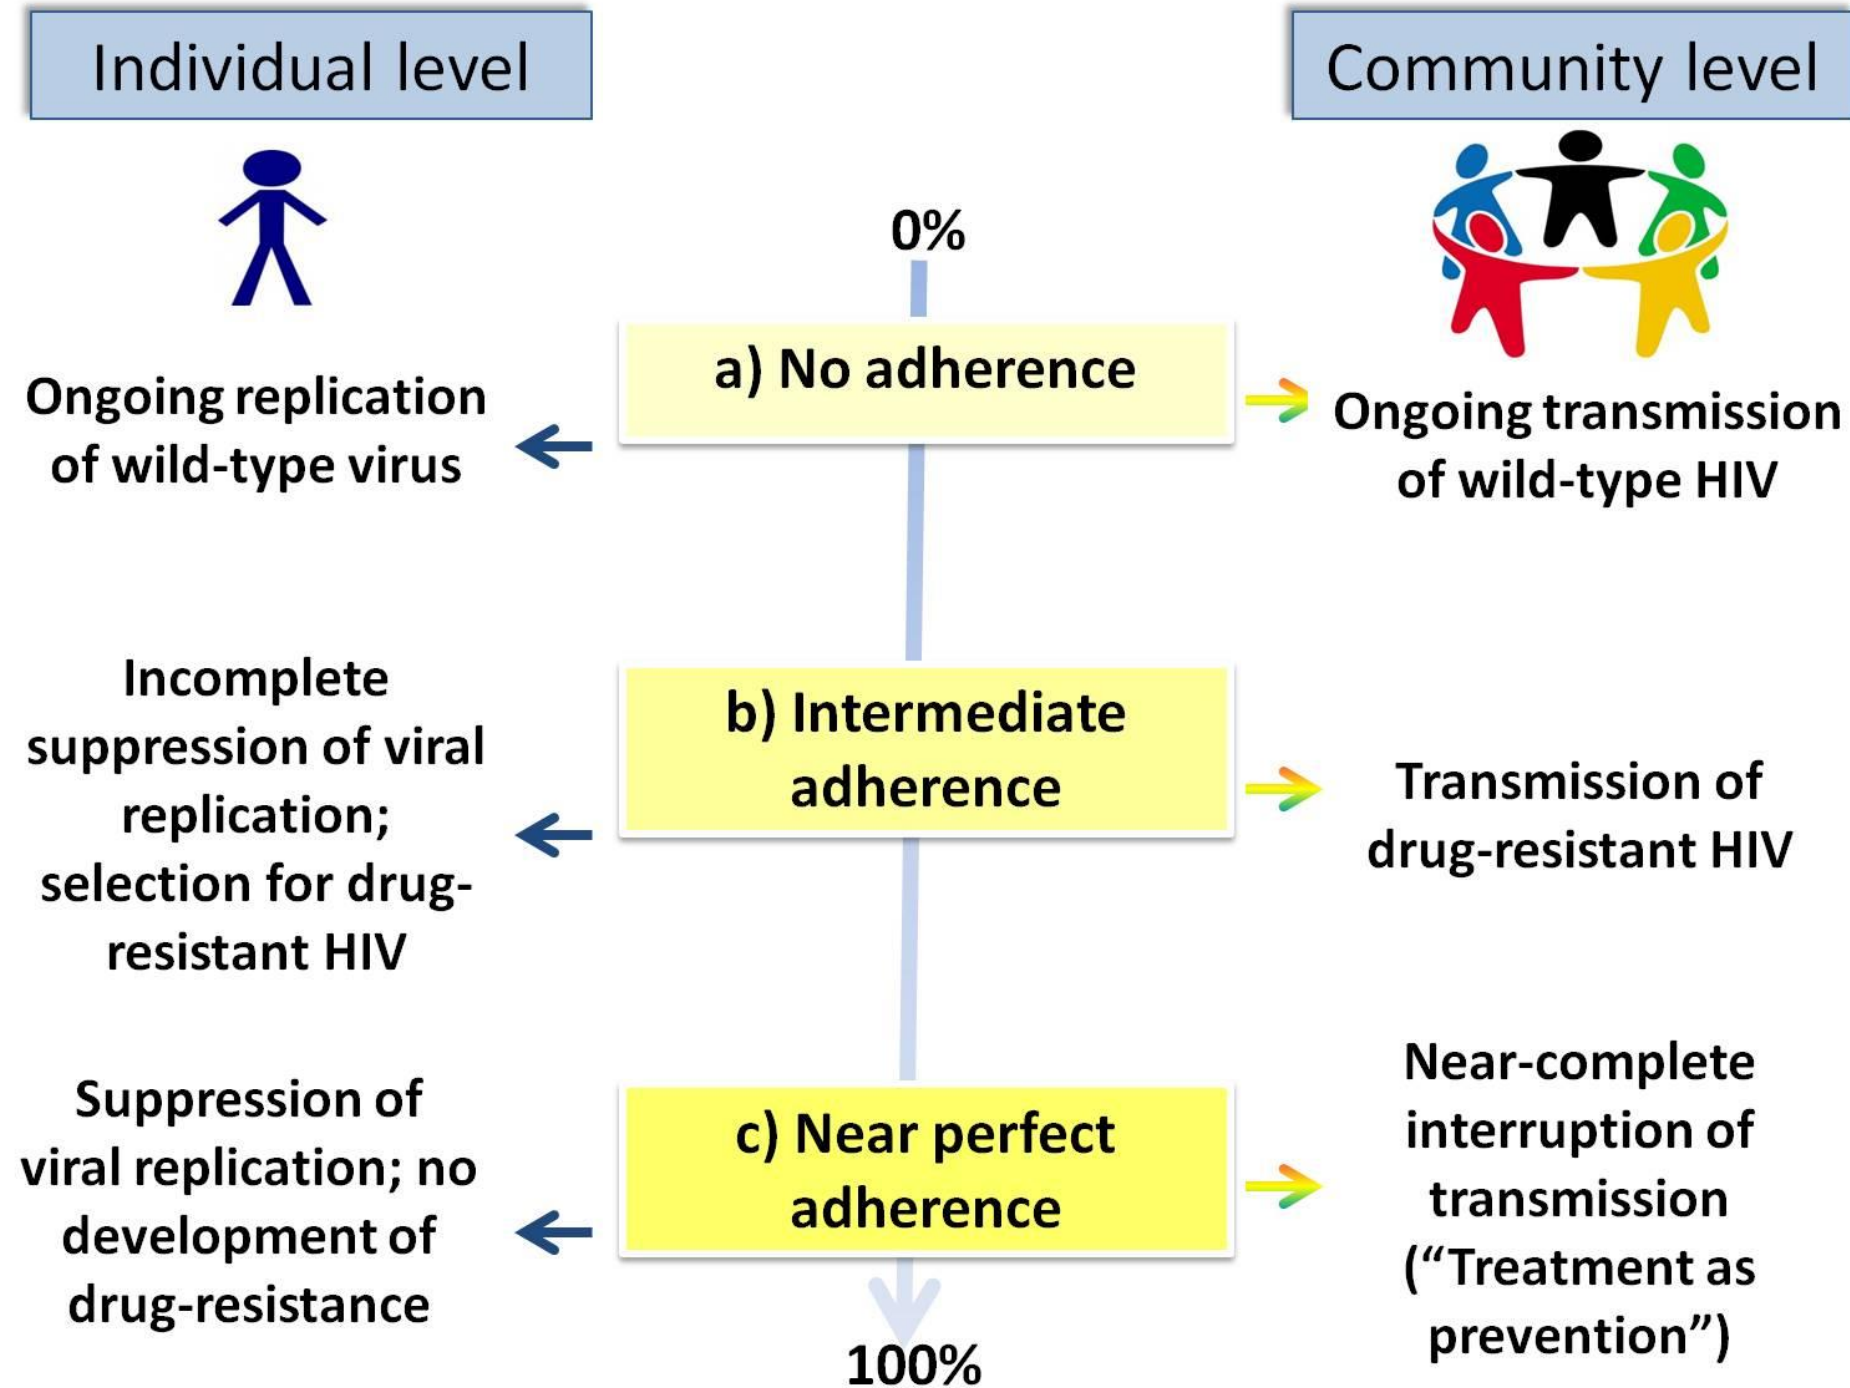 Individual level
Community level
0%
a) No adherence
Ongoing replication
of wild-type virus
Ongoing transmission
of wild-type HIV
b) Intermediate
adherence
Incomplete
suppression of viral
replication;
selection for drug-
resistant HIV
Transmission of
drug-resistant HIV
c) Near perfect
adherence
Suppression of
viral replication; no
development of
drug-resistance
Near-complete
interruption of
transmission
(“Treatment as
prevention”)
100%